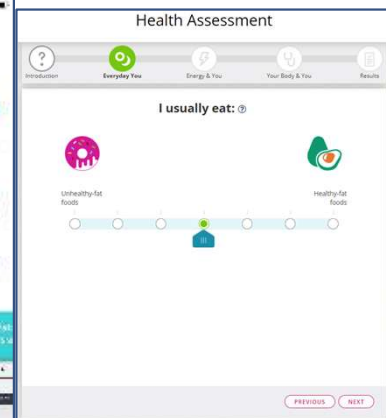 Health Assessment
?
Introduction
Everyday You
Energy & You
Your Body & You
Results
I usually eat: ?
Unhealthy-fat
foods
Healthy-fat
foods
PREVIOUS
NEXT